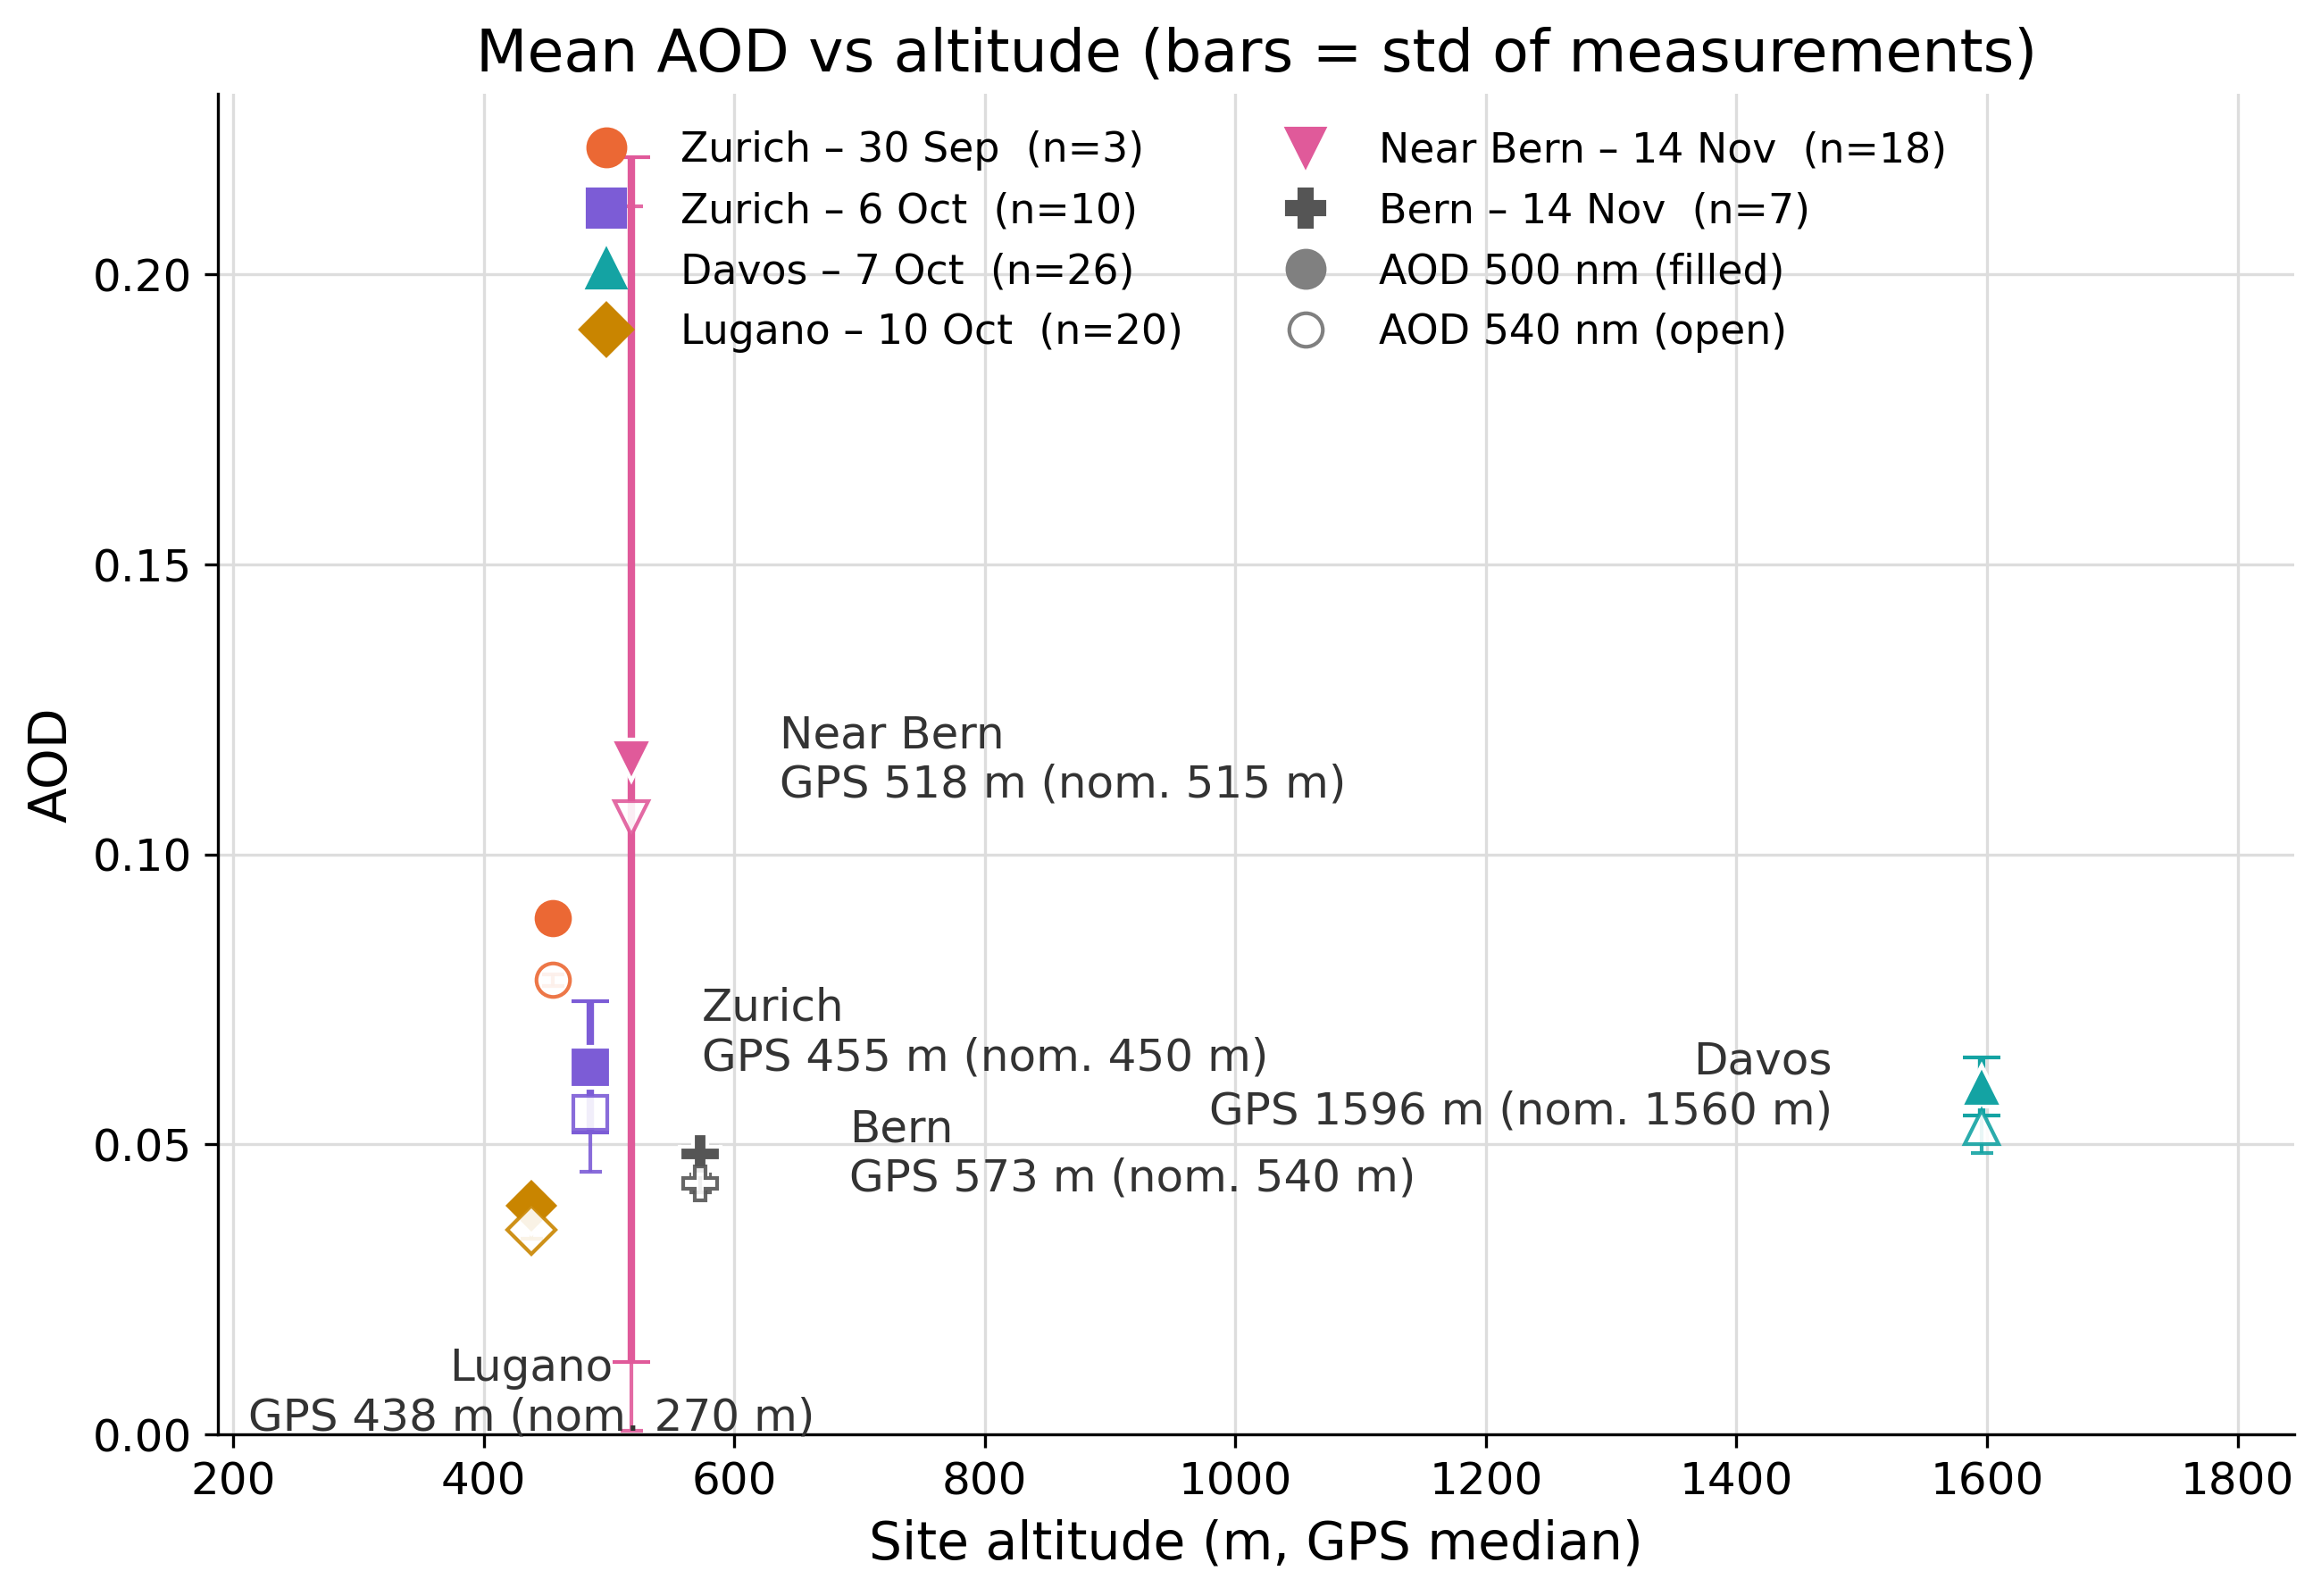 Mean AOD vs altitude (bars = std of measurements)
Zurich – 30 Sep (n=3)
Zurich – 6 Oct (n=10)
Davos – 7 Oct (n=26)
Lugano – 10 Oct (n=20)
Near Bern – 14 Nov (n=18)
Bern – 14 Nov (n=7)
AOD 500 nm (filled)
AOD 540 nm (open)
AOD
0.20
0.15
0.10
0.05
0.00
Near Bern
GPS 518 m (nom. 515 m)
Zurich
GPS 455 m (nom. 450 m)
Davos
GPS 1596 m (nom. 1560 m)
Bern
GPS 573 m (nom. 540 m)
Lugano
GPS 438 m (nom. 270 m)
200 400 600 800 1000 1200 1400 1600 1800
Site altitude (m, GPS median)